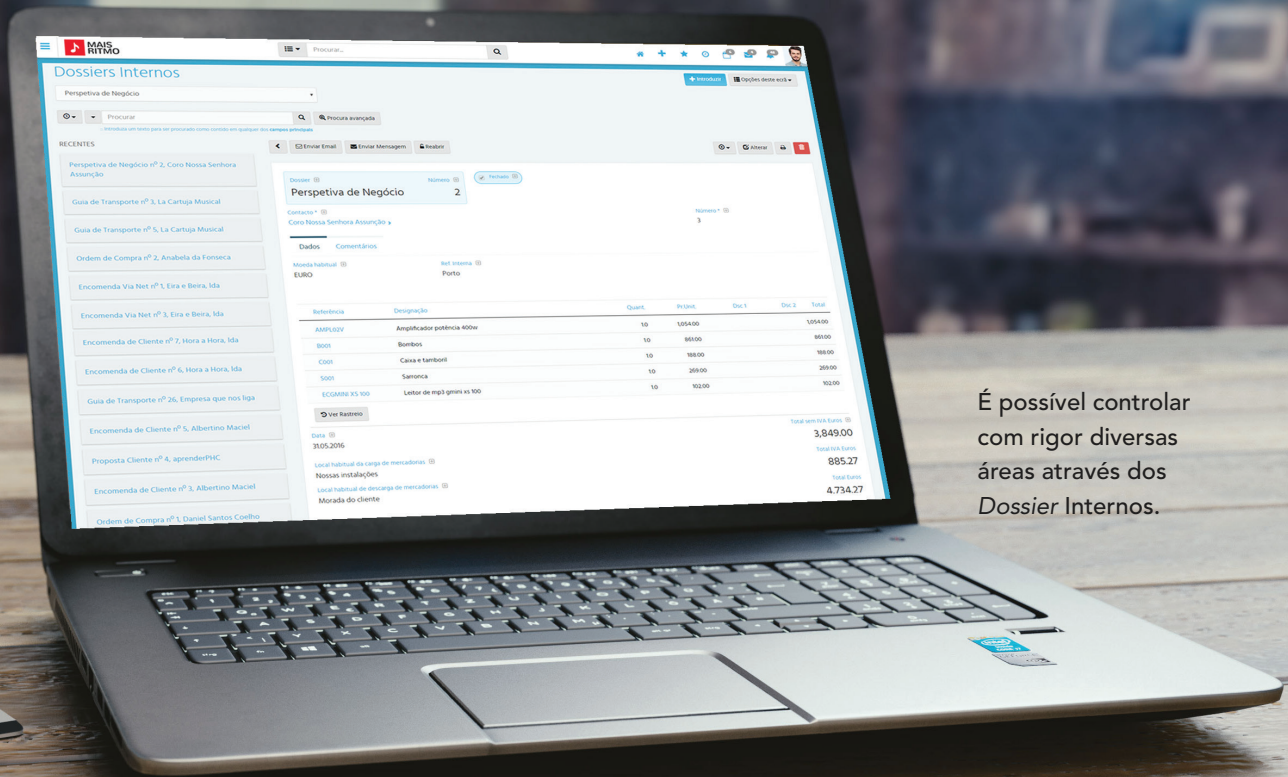 MAIS
RITMO
Procurar...
Dossiers Internos
Introduzir
Opções deste ecrã
Perspetiva de Negócio
Procurar
Procura avançada
Introduza um texto para ser procurado como contido em qualquer dos campos principais
RECENTES
Enviar Email
Enviar Mensagem
Reabrir
Alterar
Perspetiva de Negócio nº 2, Coro Nossa Senhora
Assunção
Guia de Transporte nº 3, La Cartuja Musical
Guia de Transporte nº 5, La Cartuja Musical
Ordem de Compra nº 2, Anabela da Fonseca
Encomenda Via Net nº 1, Eira e Beira, lda
Encomenda Via Net nº 3, Eira e Beira, lda
Encomenda de Cliente nº 7, Hora a Hora, lda
Encomenda de Cliente nº 6, Hora a Hora, lda
Guia de Transporte nº 26, Empresa que nos liga
Encomenda de Cliente nº 5, Albertino Maciel
Proposta Cliente nº 4, aprenderPHC
Encomenda de Cliente nº 3, Albertino Maciel
Ordem de Compra nº 1, Daniel Santos Coelho
Dossier Número Fechado
Perspetiva de Negócio 2
Contacto * Número *
Coro Nossa Senhora Assunção 3
Dados Comentários
Moeda habitual Ref. Interna
EURO Porto
Referência Designação Quant. Pr.Unit. Dsc.1 Dsc.2 Total
AMPL02V Amplificador potência 400w 1.0 1,054.00 1,054.00
B001 Bombos 1.0 861.00 861.00
C001 Caixa e tamboril 1.0 188.00 188.00
S001 Sarronca 1.0 269.00 269.00
ECGMINI XS 100 Leitor de mp3 gmini xs 100 1.0 102.00 102.00
Ver Rastreio
Data Total sem IVA Euros
31.05.2016 3,849.00
Total IVA Euros
Local habitual da carga de mercadorias 885.27
Nossas instalações
Local habitual de descarga de mercadorias Total Euros
Morada do cliente 4,734.27
É possível controlar
com rigor diversas
áreas através dos
Dossier Internos.